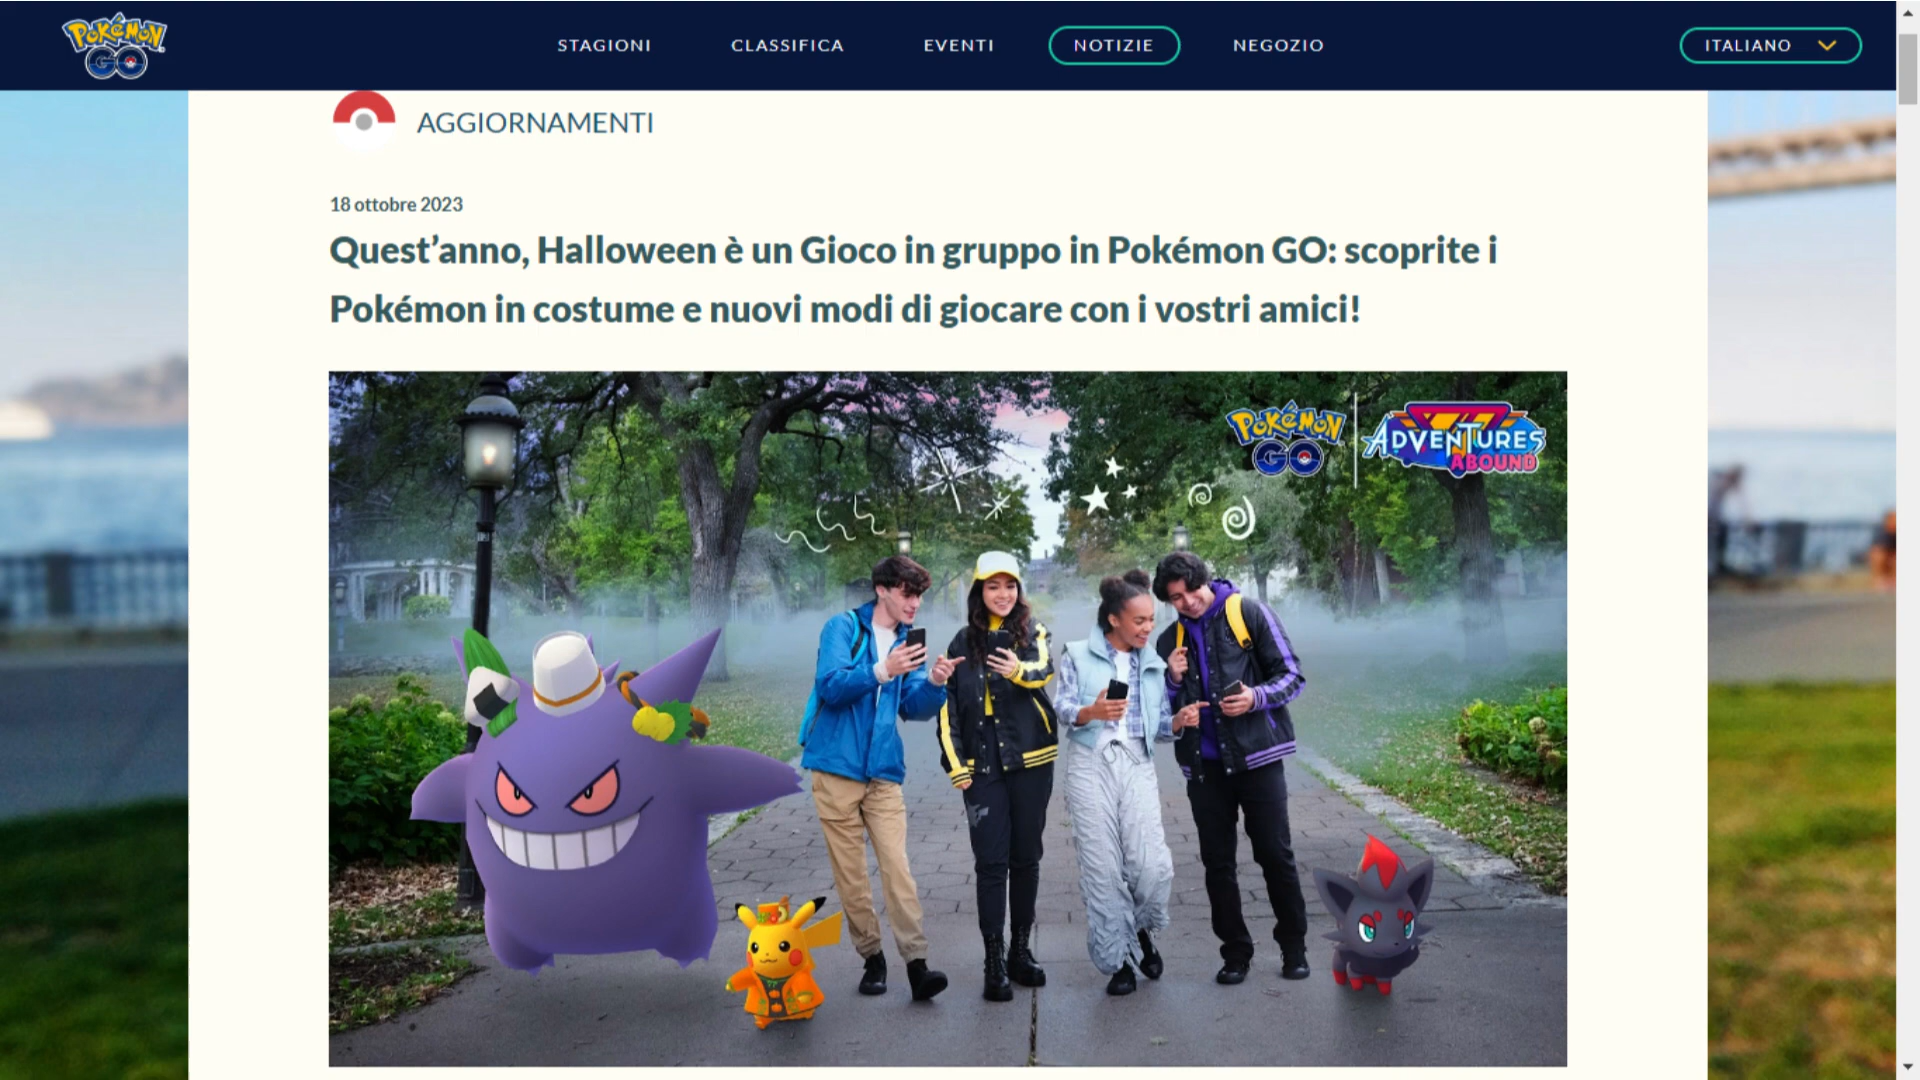 POKÉMON
GO
STAGIONI
CLASSIFICA
EVENTI
NOTIZIE
NEGOZIO
ITALIANO
AGGIORNAMENTI
18 ottobre 2023
Quest’anno, Halloween è un Gioco in gruppo in Pokémon GO: scoprite i
Pokémon in costume e nuovi modi di giocare con i vostri amici!
POKÉMON
GO
ADVENTURES
ABOUND